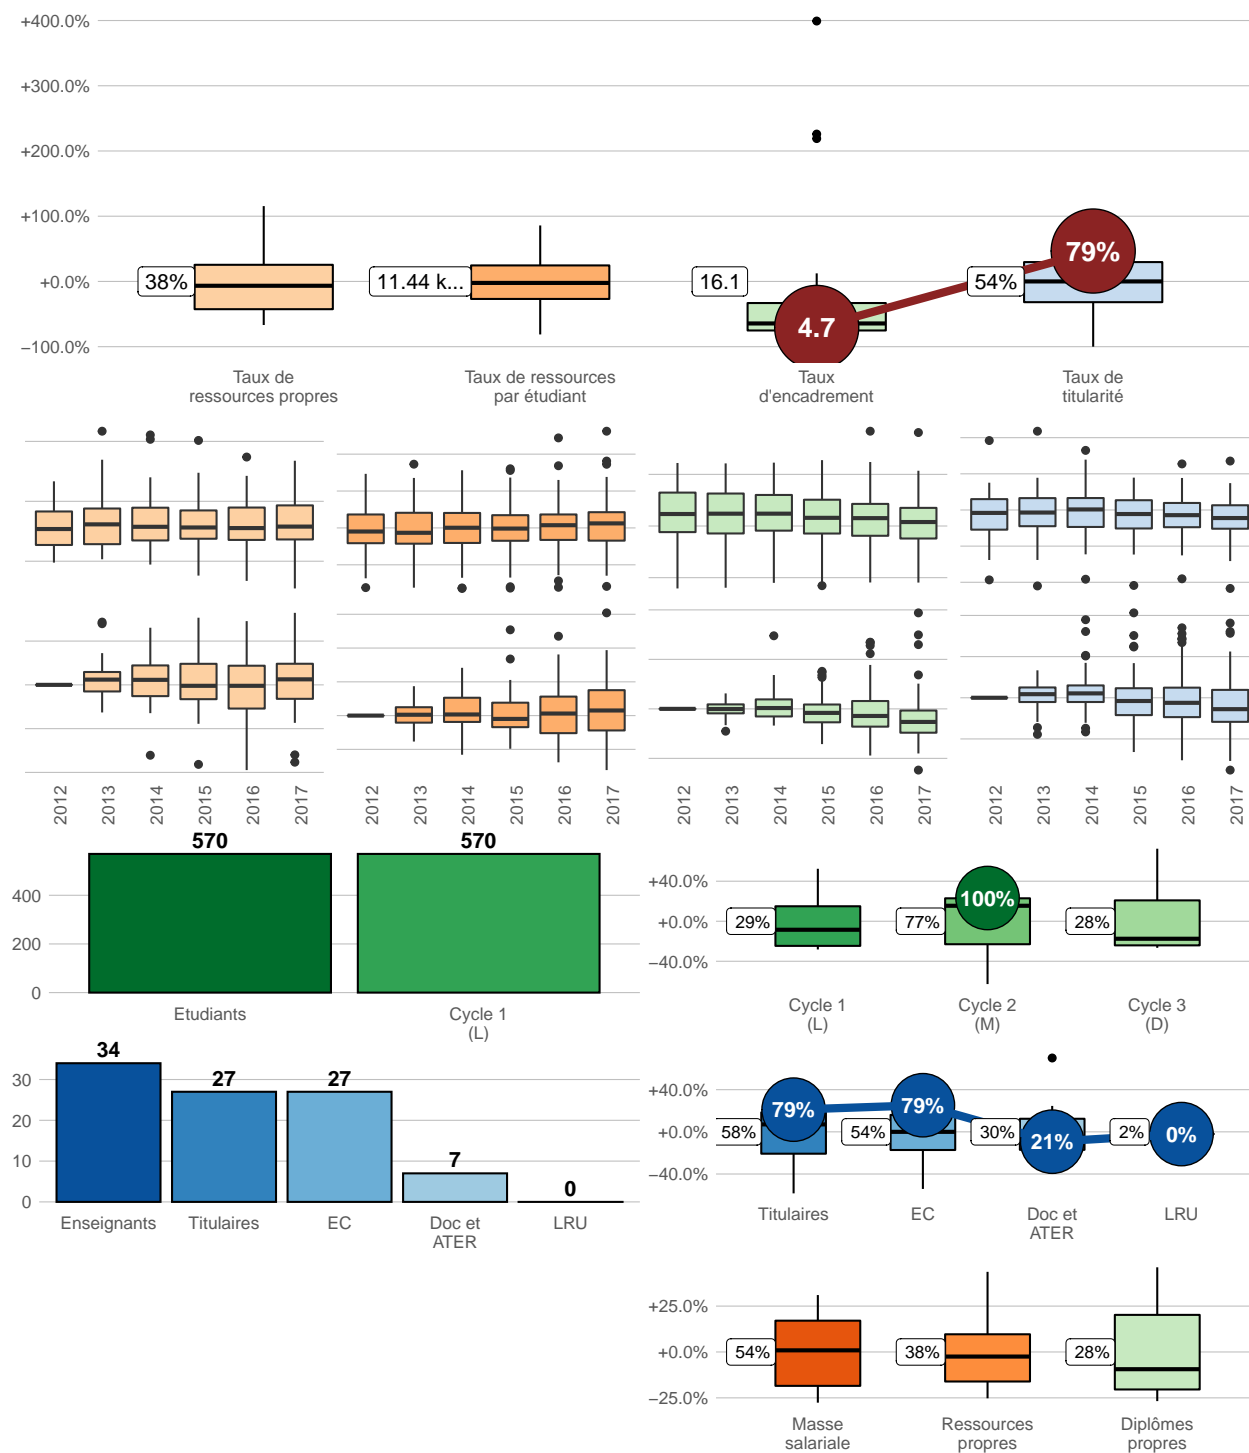 +400.0%
+300.0%
+200.0%
+100.0%
+0.0%
−100.0%
38%
11.44 k...
16.1
4.7
54%
79%
Taux de
ressources propres
Taux de ressources
par étudiant
Taux
d'encadrement
Taux de
titularité
2012
2013
2014
2015
2016
2017
2012
2013
2014
2015
2016
2017
2012
2013
2014
2015
2016
2017
2012
2013
2014
2015
2016
2017
570
570
400
200
0
Etudiants
Cycle 1
(L)
+40.0%
+0.0%
−40.0%
29%
77%
100%
28%
Cycle 1
(L)
Cycle 2
(M)
Cycle 3
(D)
34
27
27
7
0
30
20
10
0
Enseignants
Titulaires
EC
Doc et
ATER
LRU
+40.0%
+0.0%
−40.0%
58%
79%
54%
79%
30%
21%
2%
0%
Titulaires
EC
Doc et
ATER
LRU
+25.0%
+0.0%
−25.0%
54%
38%
28%
Masse
salariale
Ressources
propres
Diplômes
propres